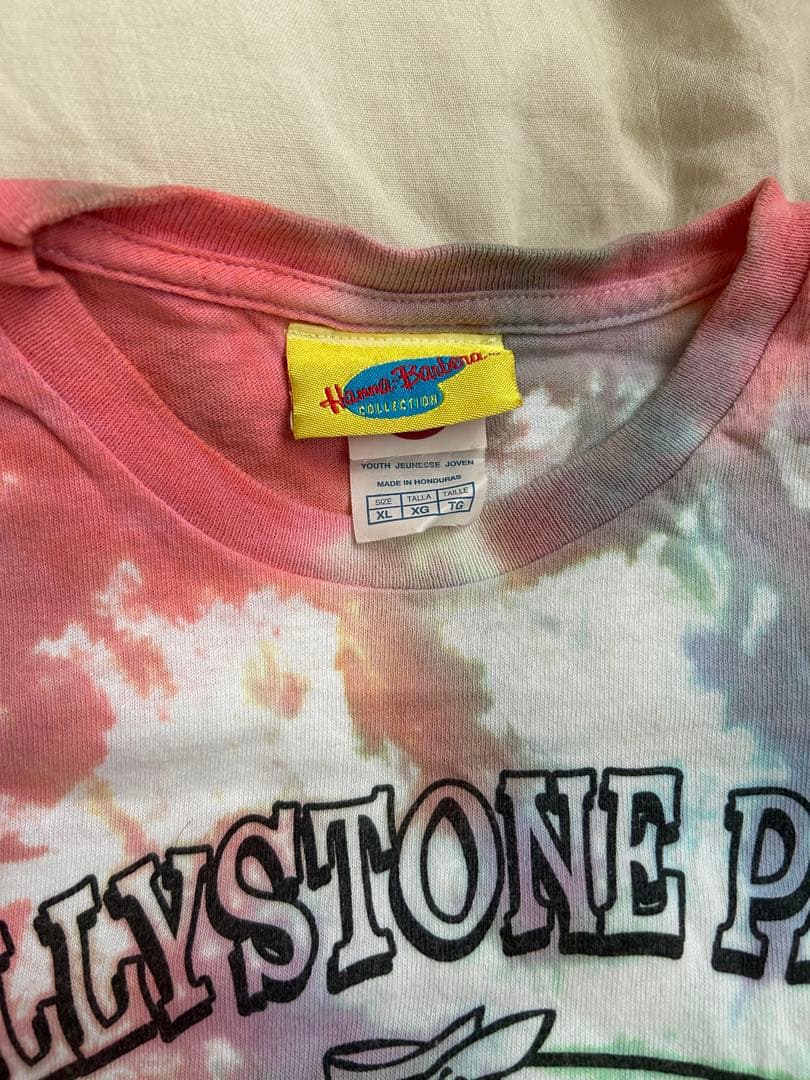 Hanna-Barbera
COLLECTION
YOUTH JEUNESSE JOVEN
MADE IN HONDURAS
SIZE TALLA TAILLE
XL XG TG
LLYSTONE PA